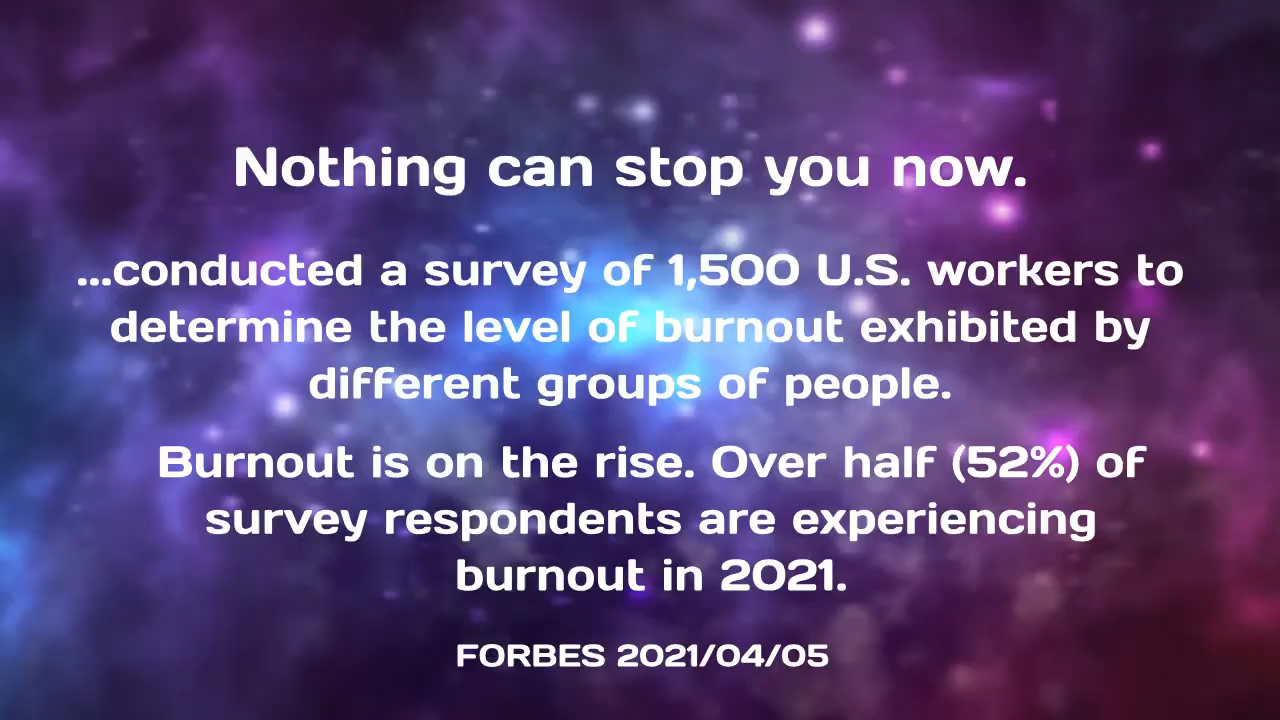 Nothing can stop you now.
...conducted a survey of 1,500 U.S. workers to
determine the level of burnout exhibited by
different groups of people.
Burnout is on the rise. Over half (52%) of
survey respondents are experiencing
burnout in 2021.
FORBES 2021/04/05